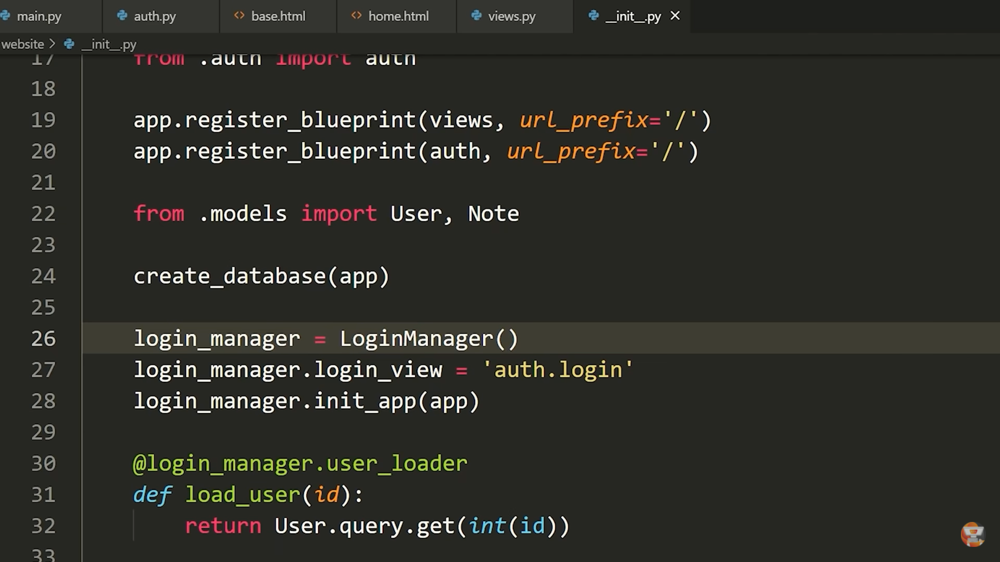 main.py auth.py base.html home.html views.py __init__.py
website > __init__.py
17 from .auth import auth
18
19 app.register_blueprint(views, url_prefix='/')
20 app.register_blueprint(auth, url_prefix='/')
21
22 from .models import User, Note
23
24 create_database(app)
25
26 login_manager = LoginManager()
27 login_manager.login_view = 'auth.login'
28 login_manager.init_app(app)
29
30 @login_manager.user_loader
31 def load_user(id):
32 return User.query.get(int(id))
33